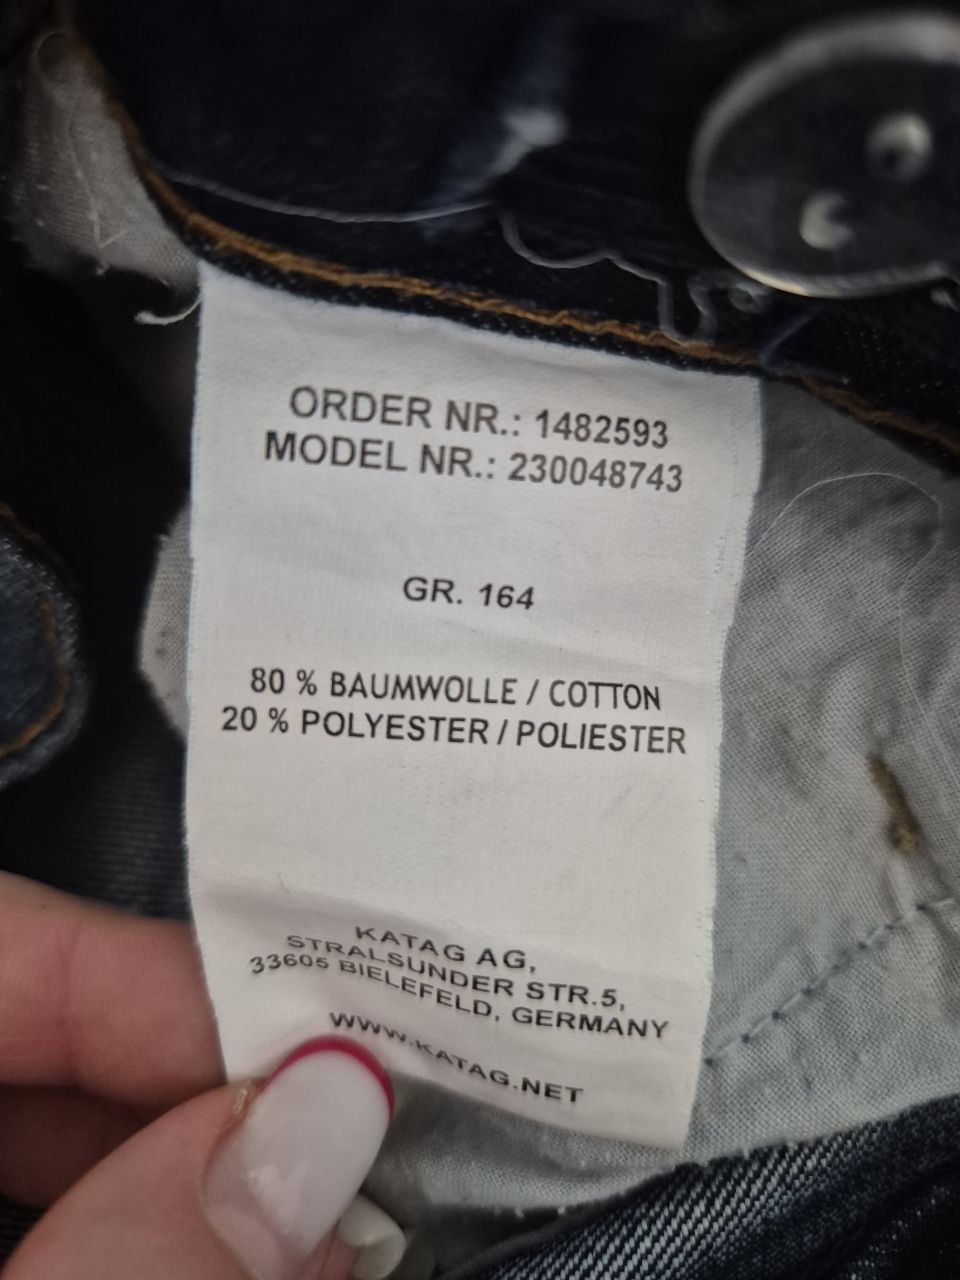 ORDER NR.: 1482593
MODEL NR.: 230048743
GR. 164
80 % BAUMWOLLE / COTTON
20 % POLYESTER / POLIESTER
KATAG AG,
STRALSUNDER STR.5,
33605 BIELEFELD, GERMANY
WWW.KATAG.NET